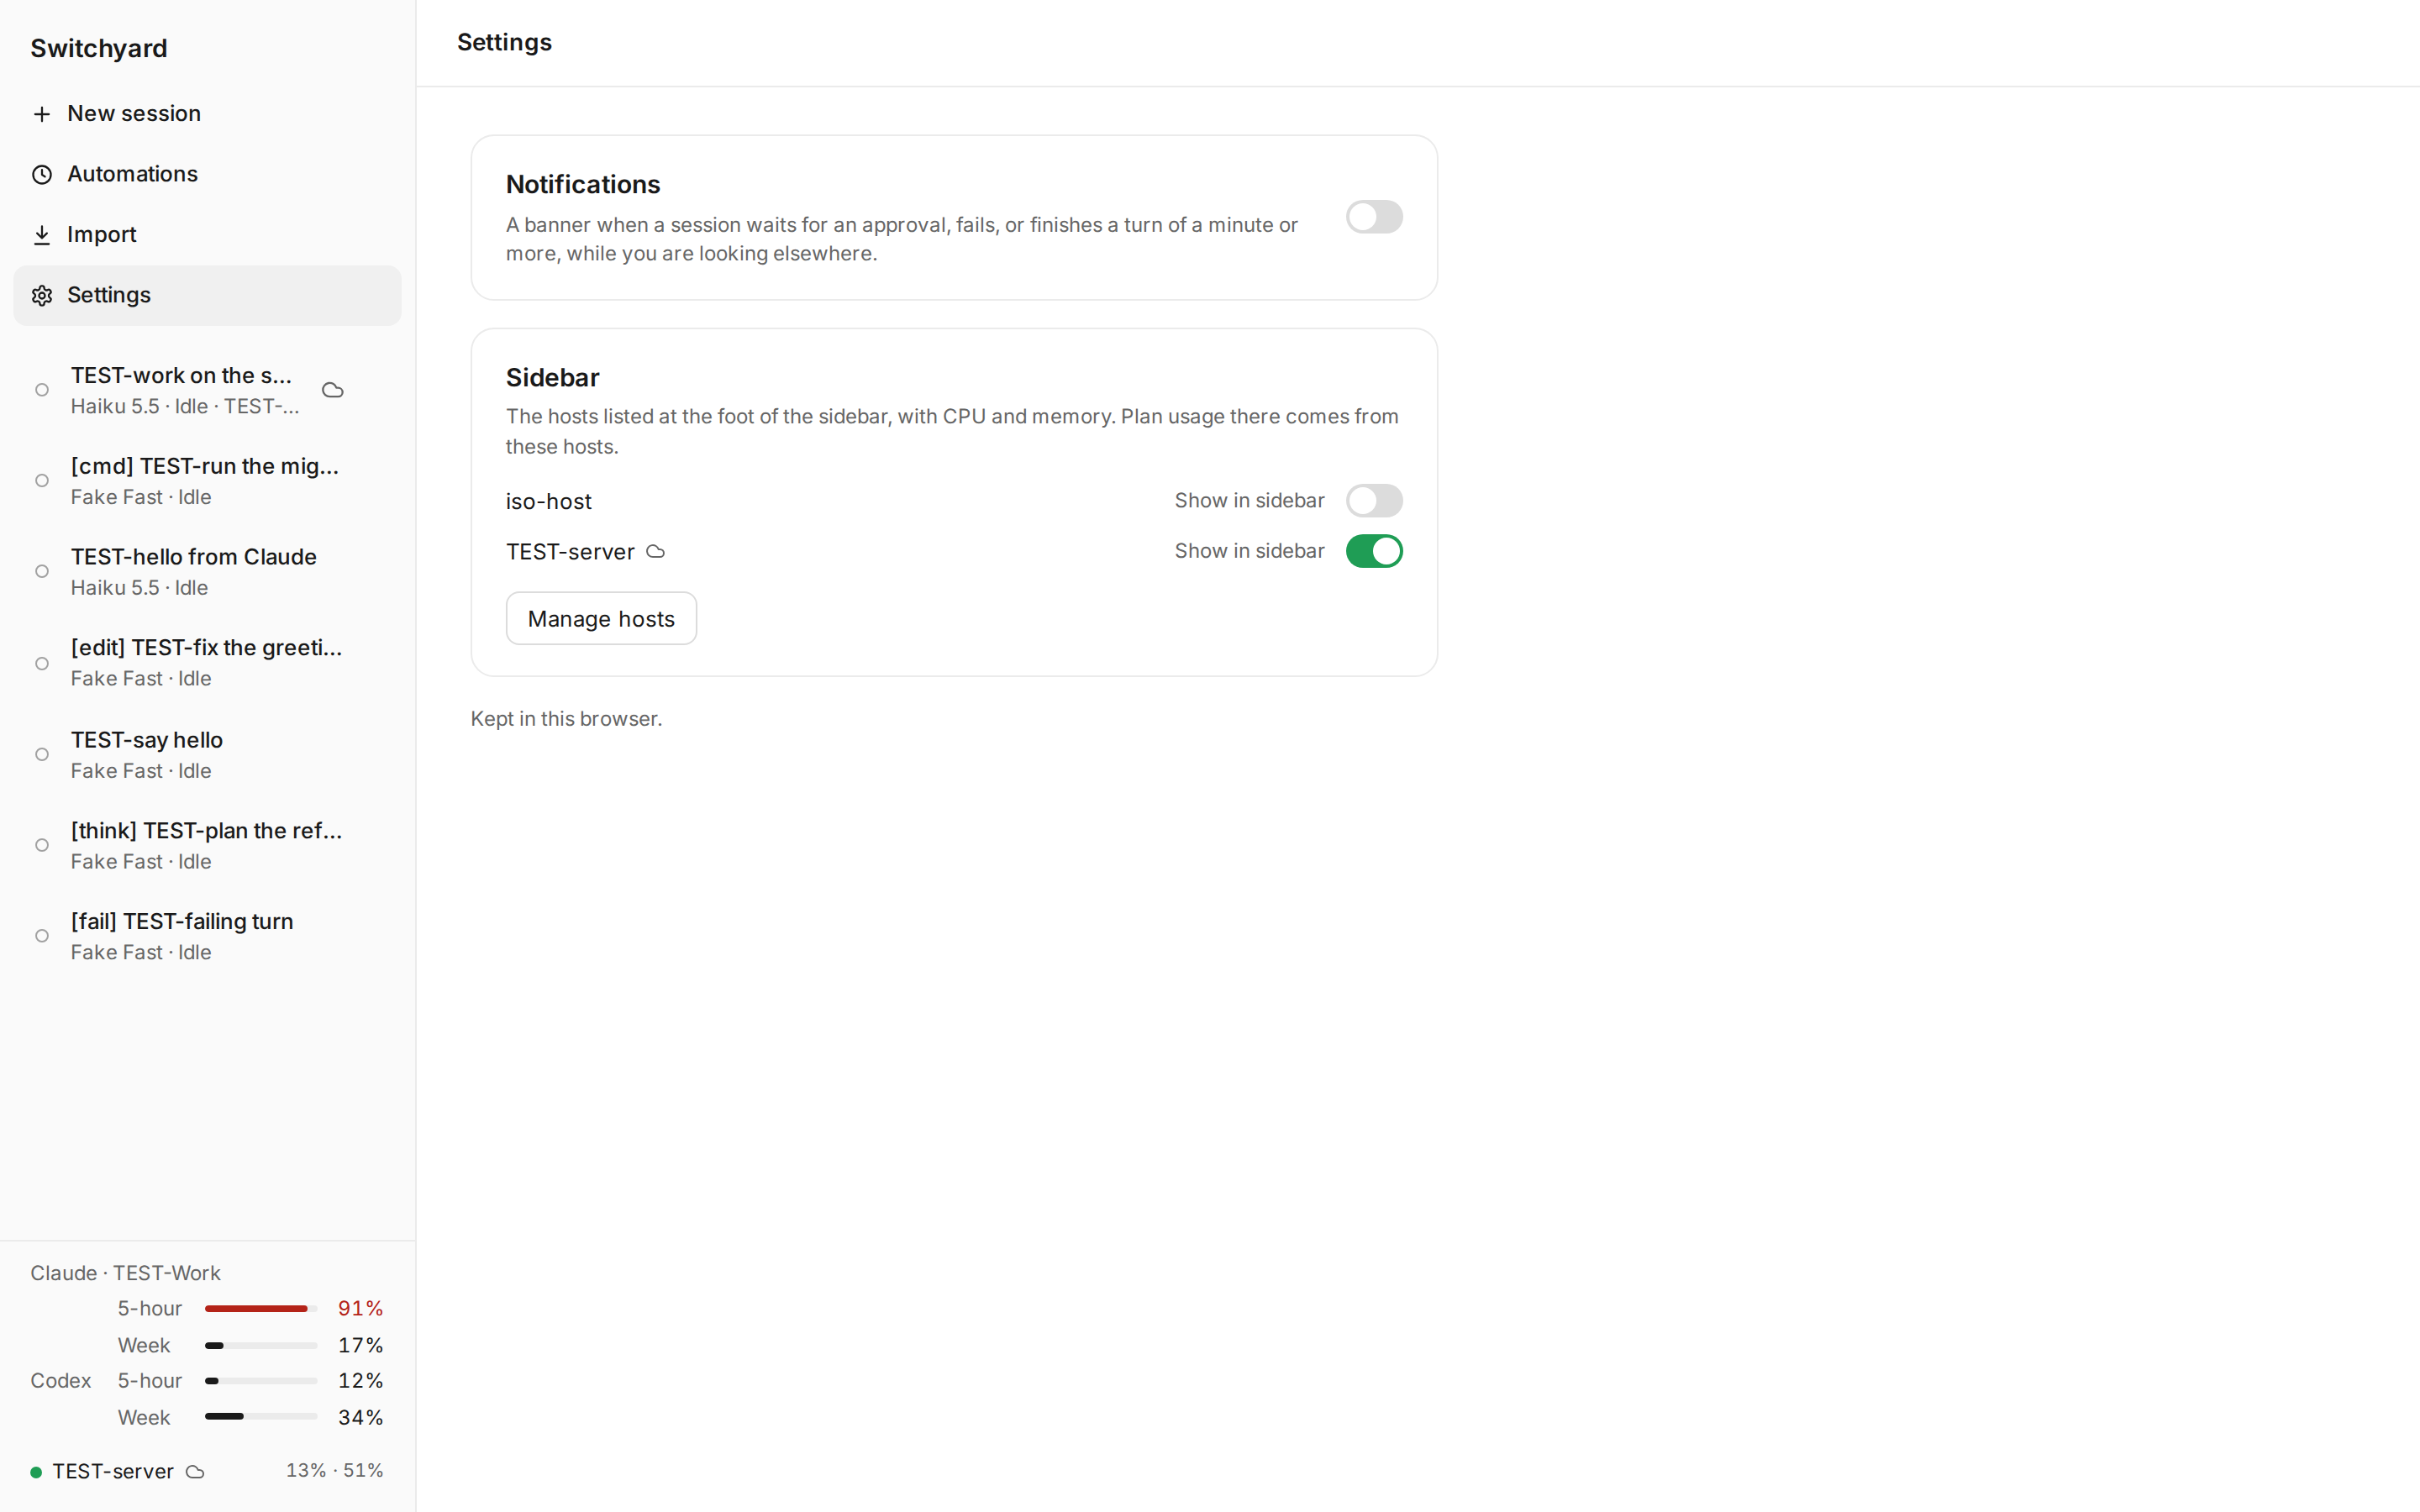 Switchyard
New session
Automations
Import
Settings
TEST-work on the s...
Haiku 5.5 · Idle · TEST-...
[cmd] TEST-run the mig...
Fake Fast · Idle
TEST-hello from Claude
Haiku 5.5 · Idle
[edit] TEST-fix the greeti...
Fake Fast · Idle
TEST-say hello
Fake Fast · Idle
[think] TEST-plan the ref...
Fake Fast · Idle
[fail] TEST-failing turn
Fake Fast · Idle
Claude · TEST-Work
5-hour 91%
Week 17%
Codex 5-hour 12%
Week 34%
TEST-server 13% · 51%
Settings
Notifications
A banner when a session waits for an approval, fails, or finishes a turn of a minute or
more, while you are looking elsewhere.
Sidebar
The hosts listed at the foot of the sidebar, with CPU and memory. Plan usage there comes from
these hosts.
iso-host Show in sidebar
TEST-server Show in sidebar
Manage hosts
Kept in this browser.